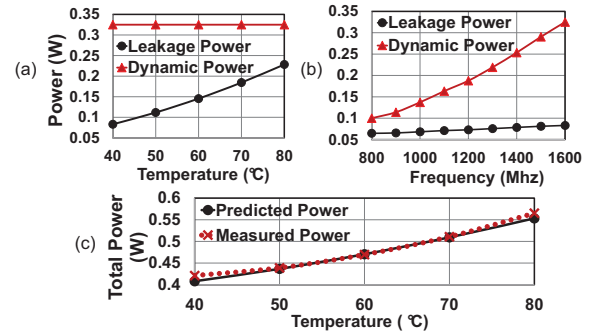 (a)
Power (W)
0.35
0.3
0.25
0.2
0.15
0.1
0.05
Leakage Power
Dynamic Power
40 50 60 70 80
Temperature (°C)
(b)
0.35
0.3
0.25
0.2
0.15
0.1
0.05
Leakage Power
Dynamic Power
800 1000 1200 1400 1600
Frequency (Mhz)
(c)
Total Power
(W)
0.6
0.55
0.5
0.45
0.4
Predicted Power
Measured Power
40 50 60 70 80
Temperature ( °C)